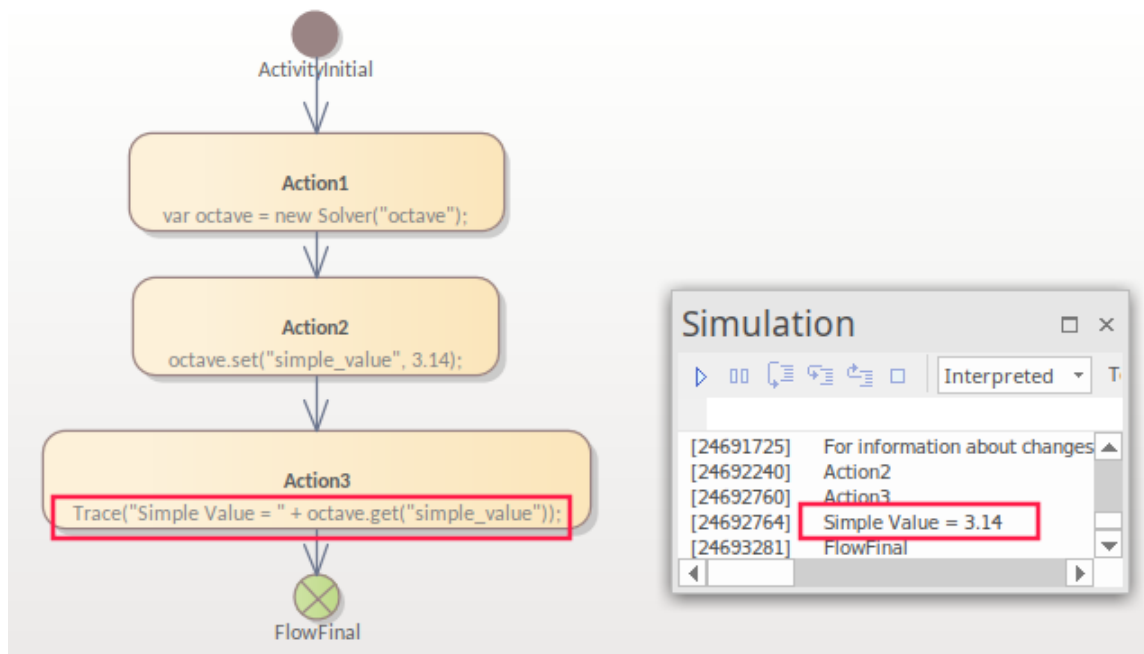 ActivityInitial
Action1
var octave = new Solver("octave");
Action2
octave.set("simple_value", 3.14);
Action3
Trace("Simple Value = " + octave.get("simple_value"));
FlowFinal
Simulation
Interpreted
[24691725] For information about changes
[24692240] Action2
[24692760] Action3
[24692764] Simple Value = 3.14
[24693281] FlowFinal